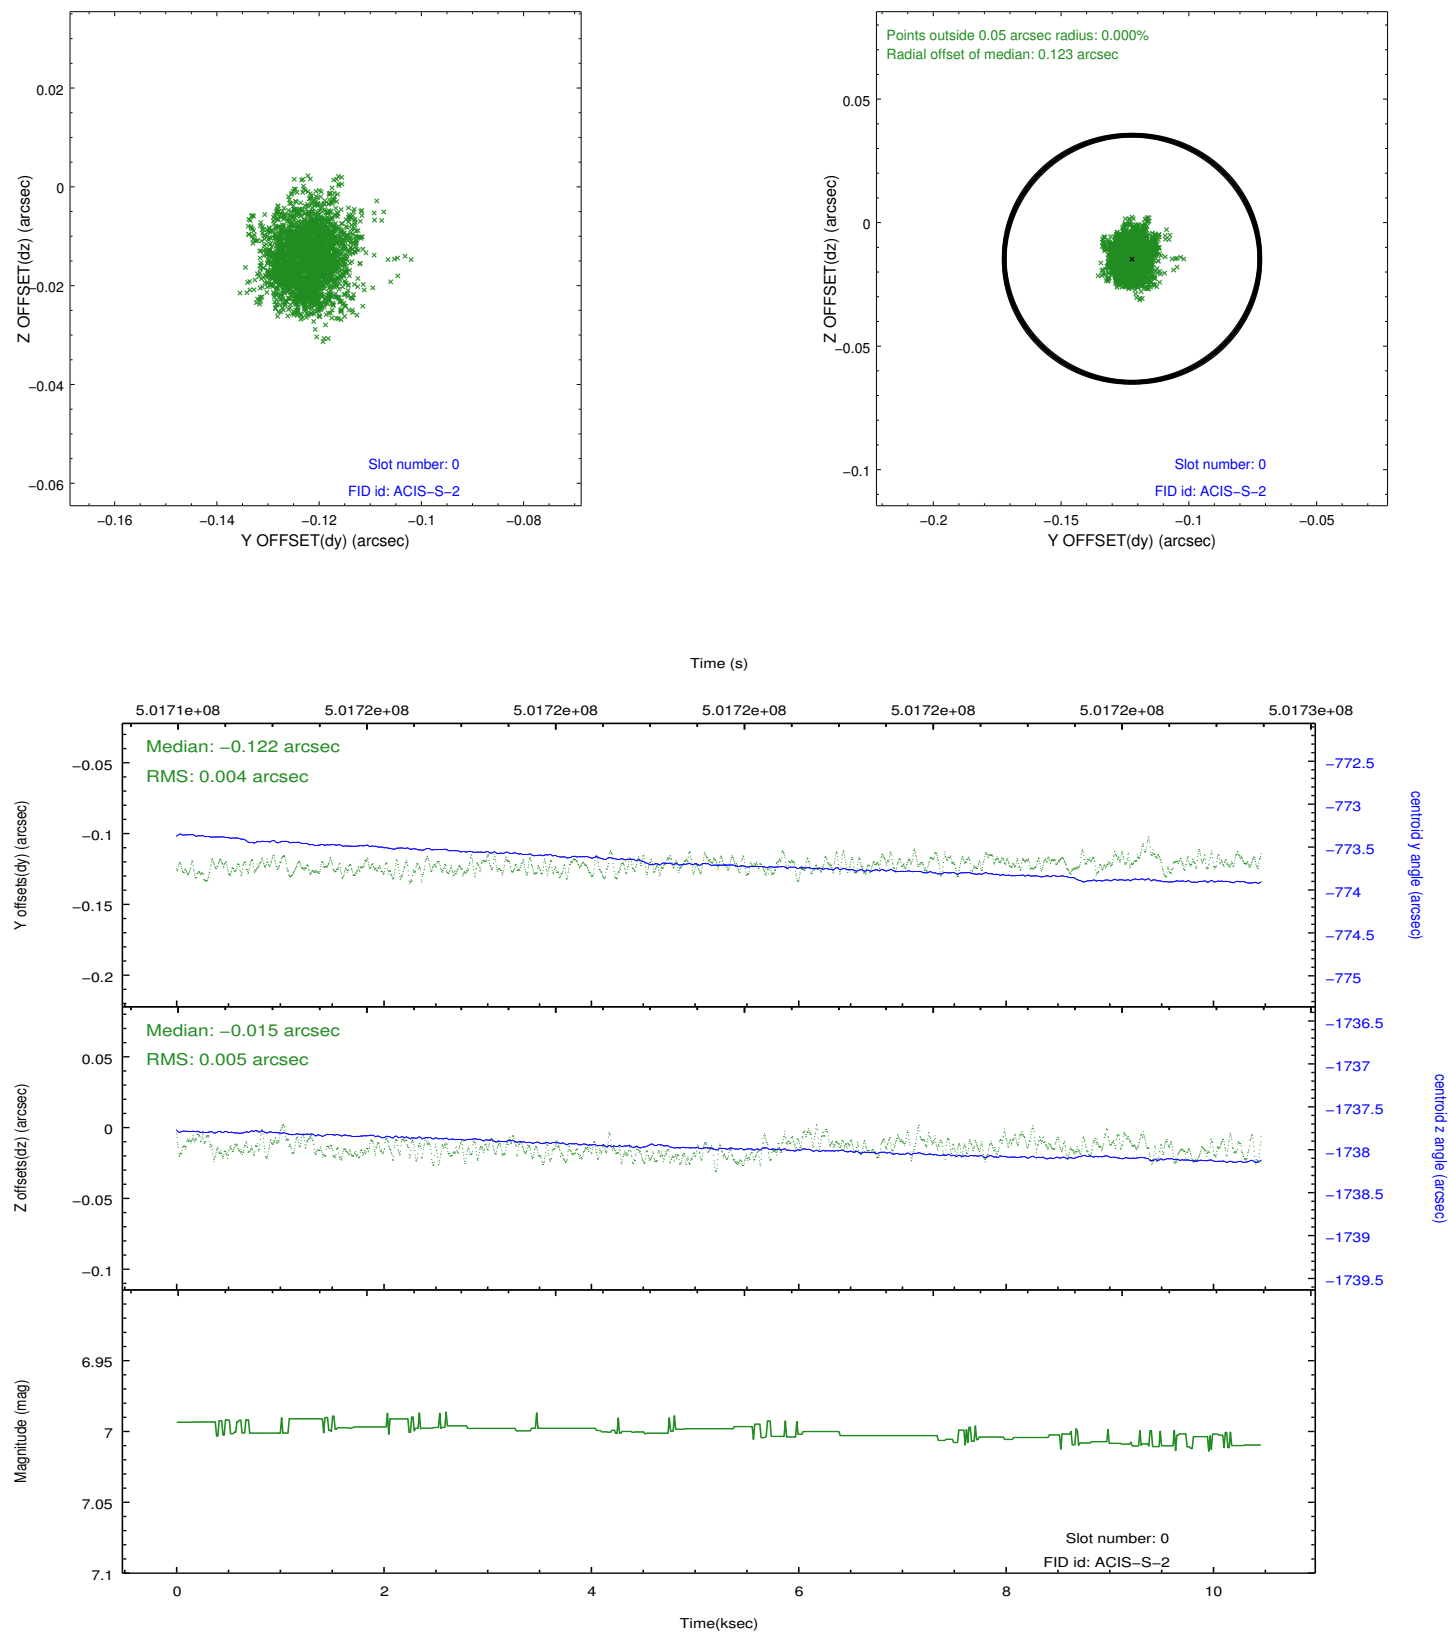 0.02
0
−0.02
−0.04
−0.06
Z OFFSET(dz) (arcsec)
Slot number: 0
FID id: ACIS−S−2
−0.16 −0.14 −0.12 −0.1 −0.08
Y OFFSET(dy) (arcsec)
Points outside 0.05 arcsec radius: 0.000%
Radial offset of median: 0.123 arcsec
0.05
0
−0.05
−0.1
Z OFFSET(dz) (arcsec)
Slot number: 0
FID id: ACIS−S−2
−0.2 −0.15 −0.1 −0.05
Y OFFSET(dy) (arcsec)
Time (s)
5.0171e+08 5.0172e+08 5.0172e+08 5.0172e+08 5.0172e+08 5.0172e+08 5.0173e+08
Median: −0.122 arcsec
RMS: 0.004 arcsec
−0.05
−0.1
−0.15
−0.2
Y offsets(dy) (arcsec)
−772.5
−773
−773.5
−774
−774.5
−775
centroid y angle (arcsec)
Median: −0.015 arcsec
RMS: 0.005 arcsec
0.05
0
−0.05
−0.1
Z offsets(dz) (arcsec)
−1736.5
−1737
−1737.5
−1738
−1738.5
−1739
−1739.5
centroid z angle (arcsec)
6.95
7
7.05
7.1
Magnitude (mag)
Slot number: 0
FID id: ACIS−S−2
0 2 4 6 8 10
Time(ksec)